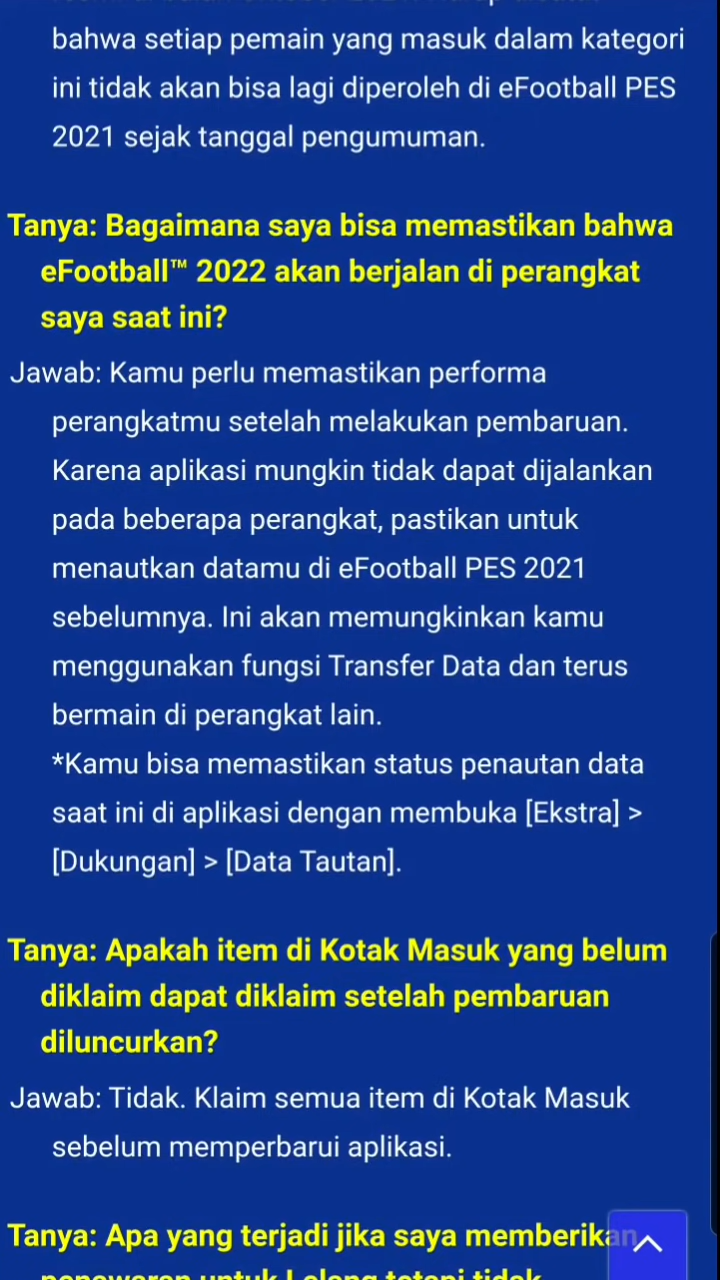 bahwa setiap pemain yang masuk dalam kategori
ini tidak akan bisa lagi diperoleh di eFootball PES
2021 sejak tanggal pengumuman.
Tanya: Bagaimana saya bisa memastikan bahwa
eFootball™ 2022 akan berjalan di perangkat
saya saat ini?
Jawab: Kamu perlu memastikan performa
perangkatmu setelah melakukan pembaruan.
Karena aplikasi mungkin tidak dapat dijalankan
pada beberapa perangkat, pastikan untuk
menautkan datamu di eFootball PES 2021
sebelumnya. Ini akan memungkinkan kamu
menggunakan fungsi Transfer Data dan terus
bermain di perangkat lain.
*Kamu bisa memastikan status penautan data
saat ini di aplikasi dengan membuka [Ekstra] >
[Dukungan] > [Data Tautan].
Tanya: Apakah item di Kotak Masuk yang belum
diklaim dapat diklaim setelah pembaruan
diluncurkan?
Jawab: Tidak. Klaim semua item di Kotak Masuk
sebelum memperbarui aplikasi.
Tanya: Apa yang terjadi jika saya memberikan
penawaran untuk Lelang tetapi tidak